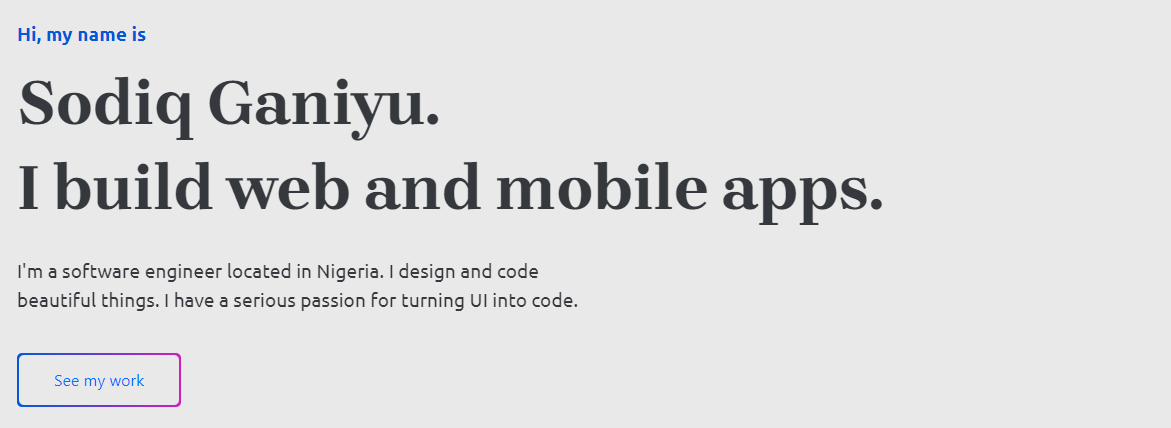 Hi, my name is
Sodiq Ganiyu.
I build web and mobile apps.
I'm a software engineer located in Nigeria. I design and code
beautiful things. I have a serious passion for turning UI into code.
See my work